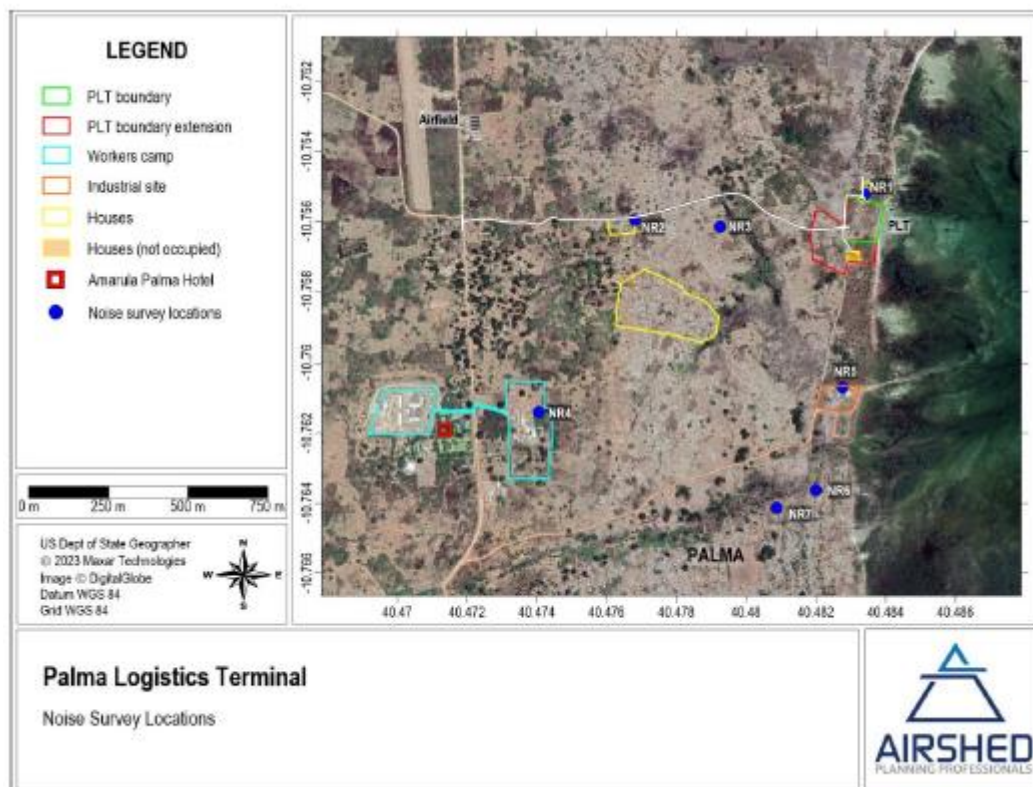 LEGEND
PLT boundary
PLT boundary extension
Workers camp
Industrial site
Houses
Houses (not occupied)
Amarula Palma Hotel
Noise survey locations
0 m 250 m 500 m 750 m
US Dept of State Geographer
© 2023 Maxar Technologies
Image © DigitalGlobe
Datum WGS 84
Grid WGS 84
N
W E
S
-10.752
-10.754
-10.756
-10.758
-10.76
-10.762
-10.764
-10.766
Airfield
NR1
PLT
NR2
NR3
NR5
NR4
NR6
NR7
PALMA
40.47 40.472 40.474 40.476 40.478 40.48 40.482 40.484 40.486
Palma Logistics Terminal
Noise Survey Locations
AIRSHED
PLANNING PROFESSIONALS